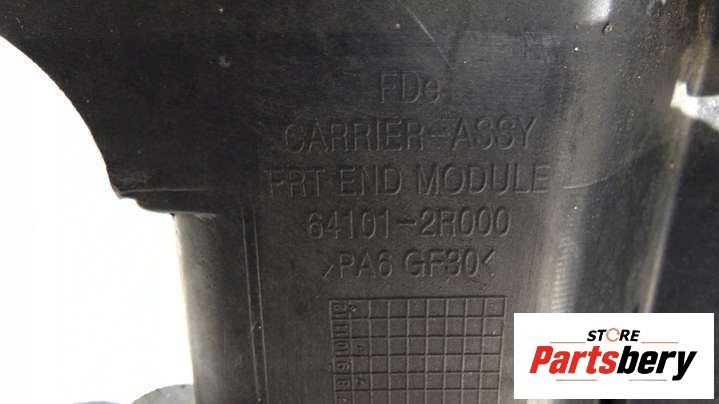 FDe
CARRIER-ASSY
FRT END MODULE
64101-2R000
>PA6 GF30<
STORE
Partsbery